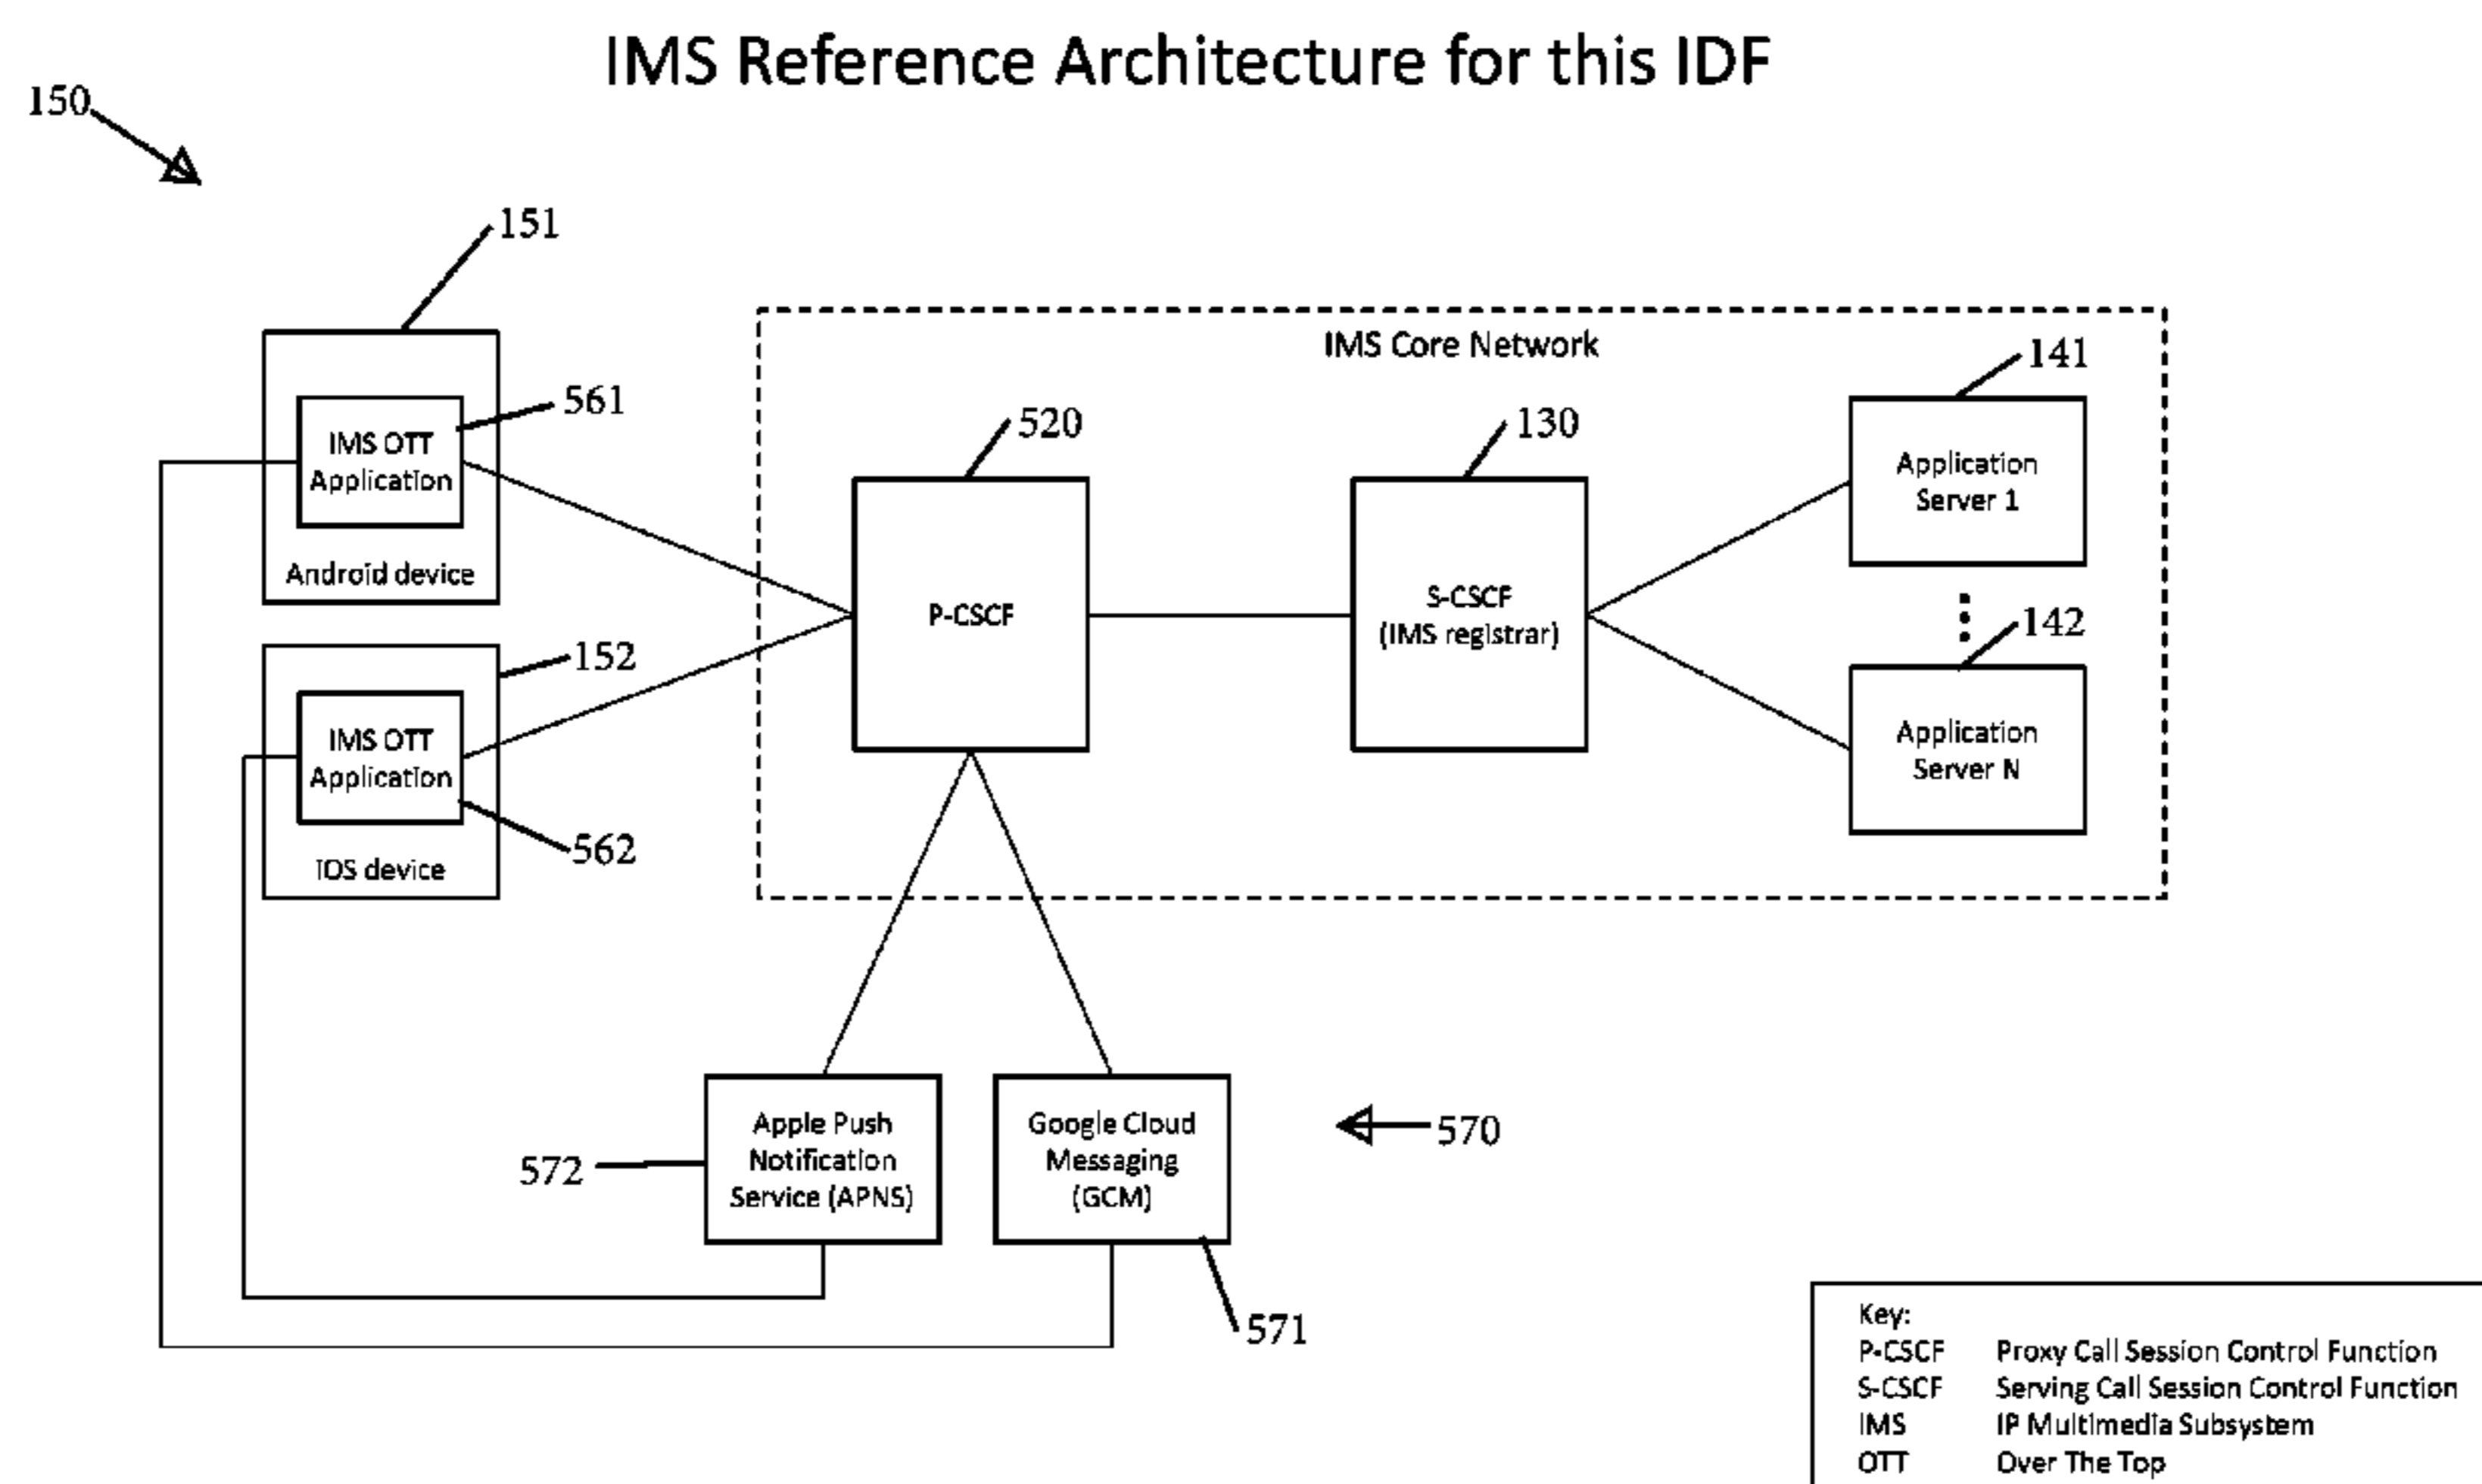 IMS Reference Architecture for this IDF
150
151
IMS Core Network
141
561
520
130
IMS OTT
Application
Android device
Application
Server 1
P-CSCF
S-CSCF
(IMS registrar)
142
152
IMS OTT
Application
562
IOS device
Application
Server N
Apple Push
Notification
Service (APNS)
Google Cloud
Messaging
(GCM)
570
572
571
Key:
P-CSCF Proxy Call Session Control Function
S-CSCF Serving Call Session Control Function
IMS IP Multimedia Subsystem
OTT Over The Top